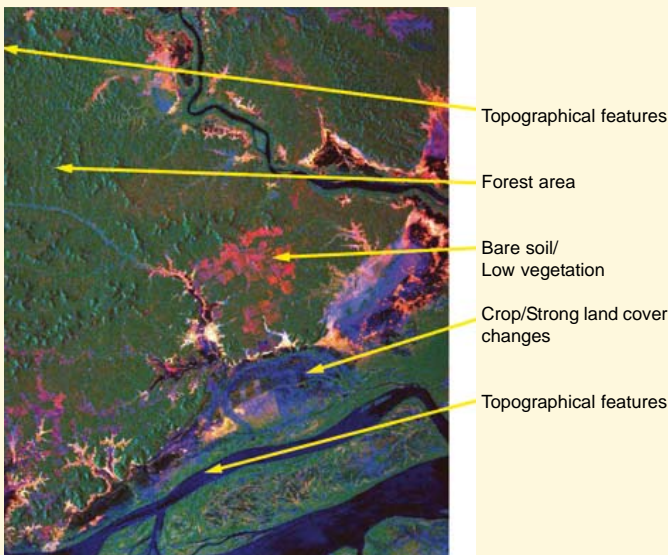 Topographical features
Forest area
Bare soil/
Low vegetation
Crop/Strong land cover
changes
Topographical features